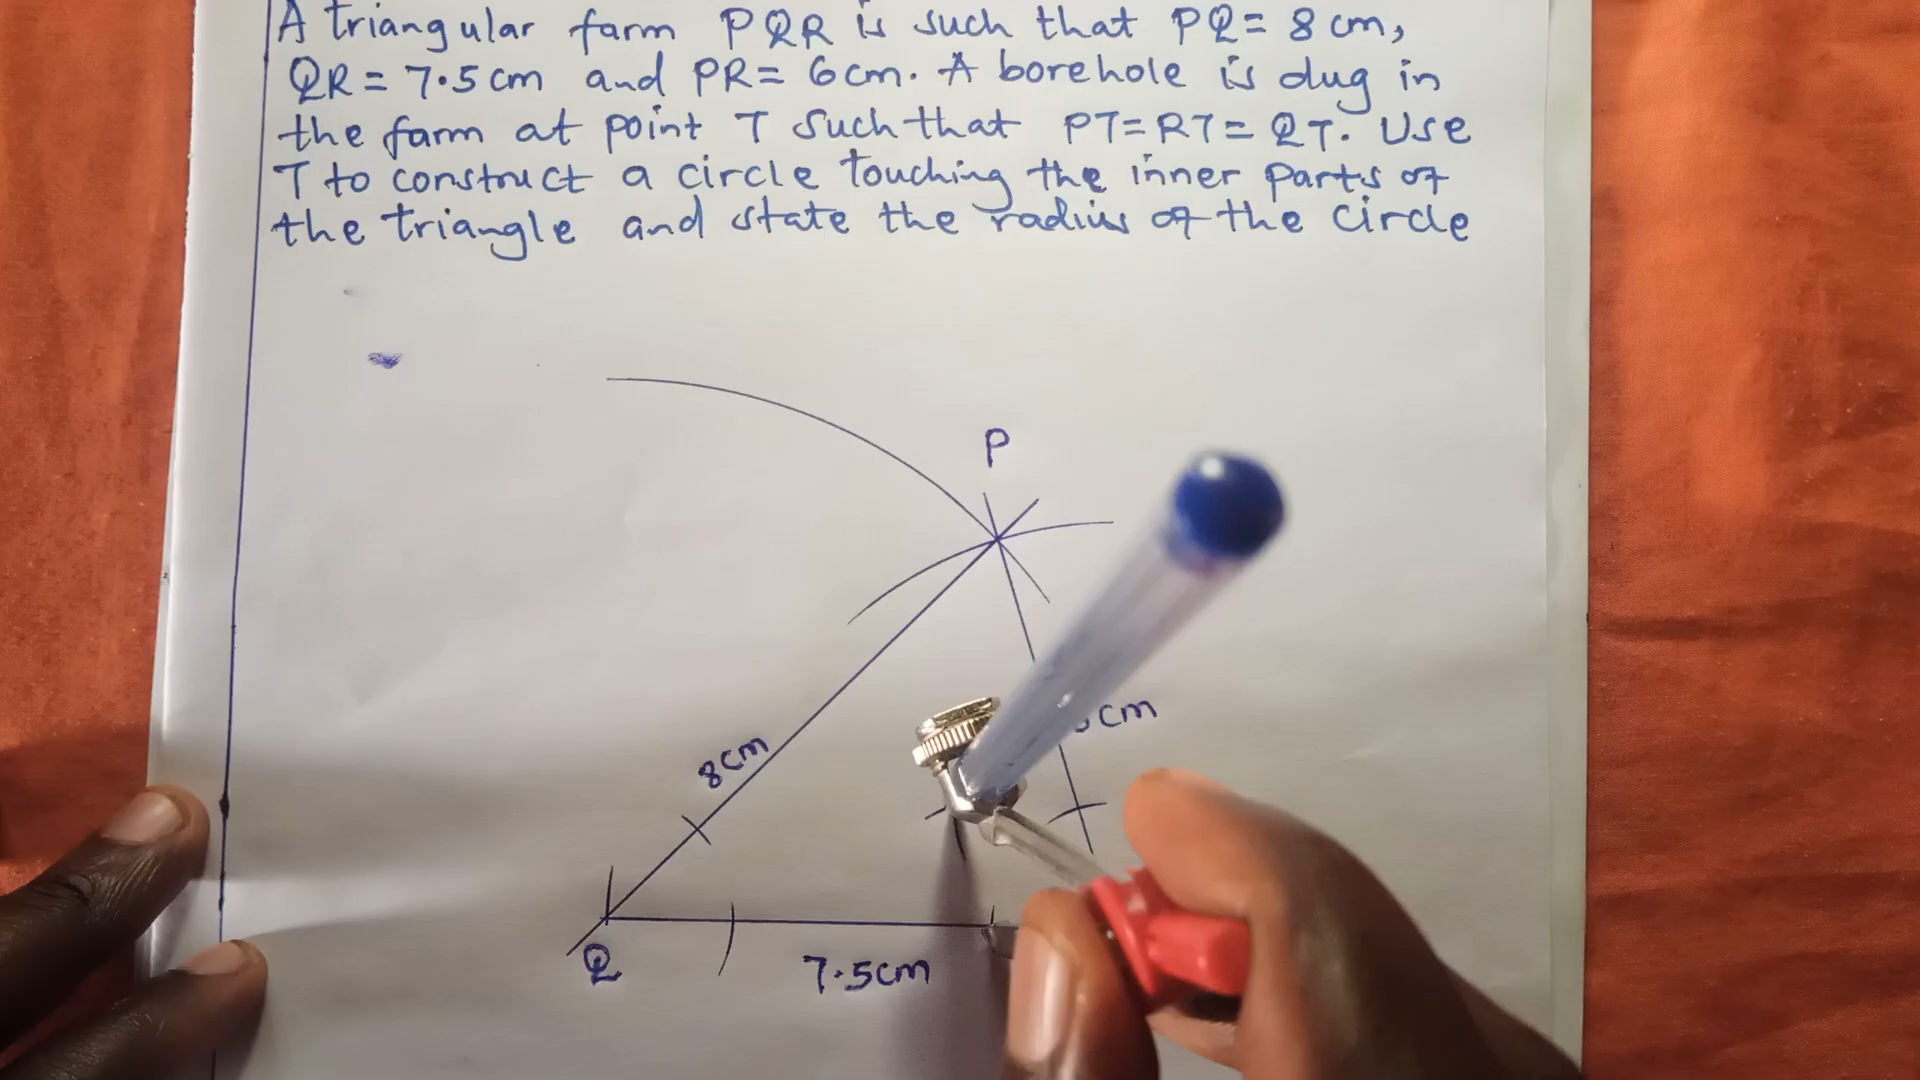 A triangular farm PQR is such that PQ = 8 cm,
QR = 7.5 cm and PR = 6 cm. A borehole is dug in
the farm at point T such that PT = RT = QT. Use
T to construct a circle touching the inner parts of
the triangle and state the radius of the circle
P
cm
8cm
Q
7.5cm